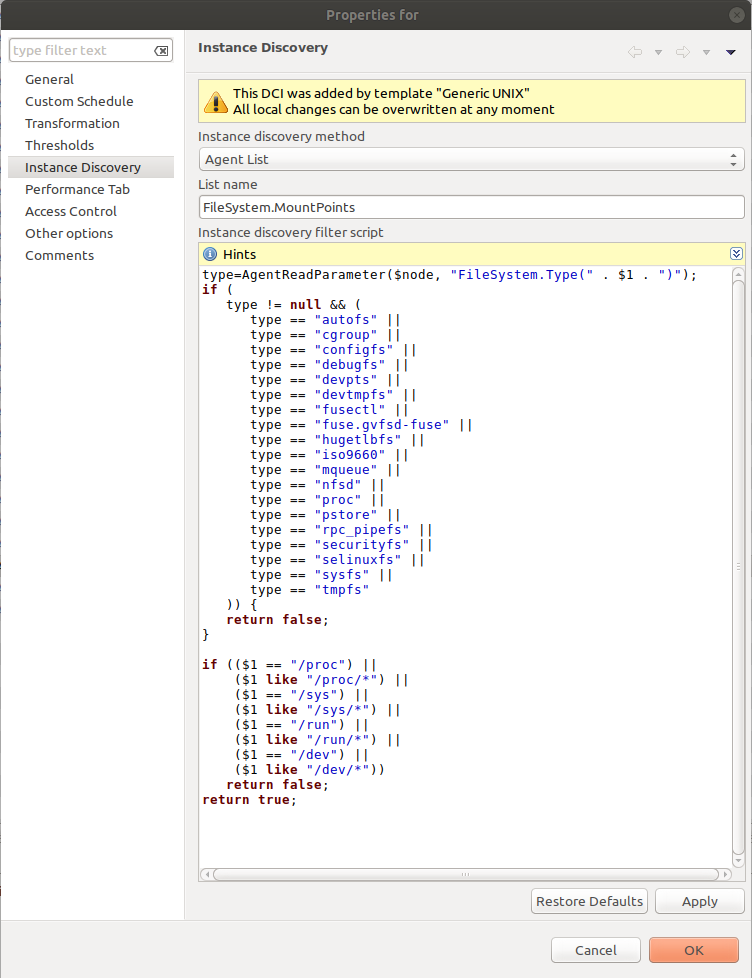 Properties for
type filter text
General
Custom Schedule
Transformation
Thresholds
Instance Discovery
Performance Tab
Access Control
Other options
Comments
Instance Discovery
This DCI was added by template "Generic UNIX"
All local changes can be overwritten at any moment
Instance discovery method
Agent List
List name
FileSystem.MountPoints
Instance discovery filter script
Hints
type=AgentReadParameter($node, "FileSystem.Type(" . $1 . ")");
if (
   type != null && (
      type == "autofs" ||
      type == "cgroup" ||
      type == "configfs" ||
      type == "debugfs" ||
      type == "devpts" ||
      type == "devtmpfs" ||
      type == "fusectl" ||
      type == "fuse.gvfsd-fuse" ||
      type == "hugetlbfs" ||
      type == "iso9660" ||
      type == "mqueue" ||
      type == "nfsd" ||
      type == "proc" ||
      type == "pstore" ||
      type == "rpc_pipefs" ||
      type == "securityfs" ||
      type == "selinuxfs" ||
      type == "sysfs" ||
      type == "tmpfs"
   )) {
   return false;
}
if (($1 == "/proc") ||
    ($1 like "/proc/*") ||
    ($1 == "/sys") ||
    ($1 like "/sys/*") ||
    ($1 == "/run") ||
    ($1 like "/run/*") ||
    ($1 == "/dev") ||
    ($1 like "/dev/*"))
   return false;
return true;
Restore Defaults
Apply
Cancel
OK